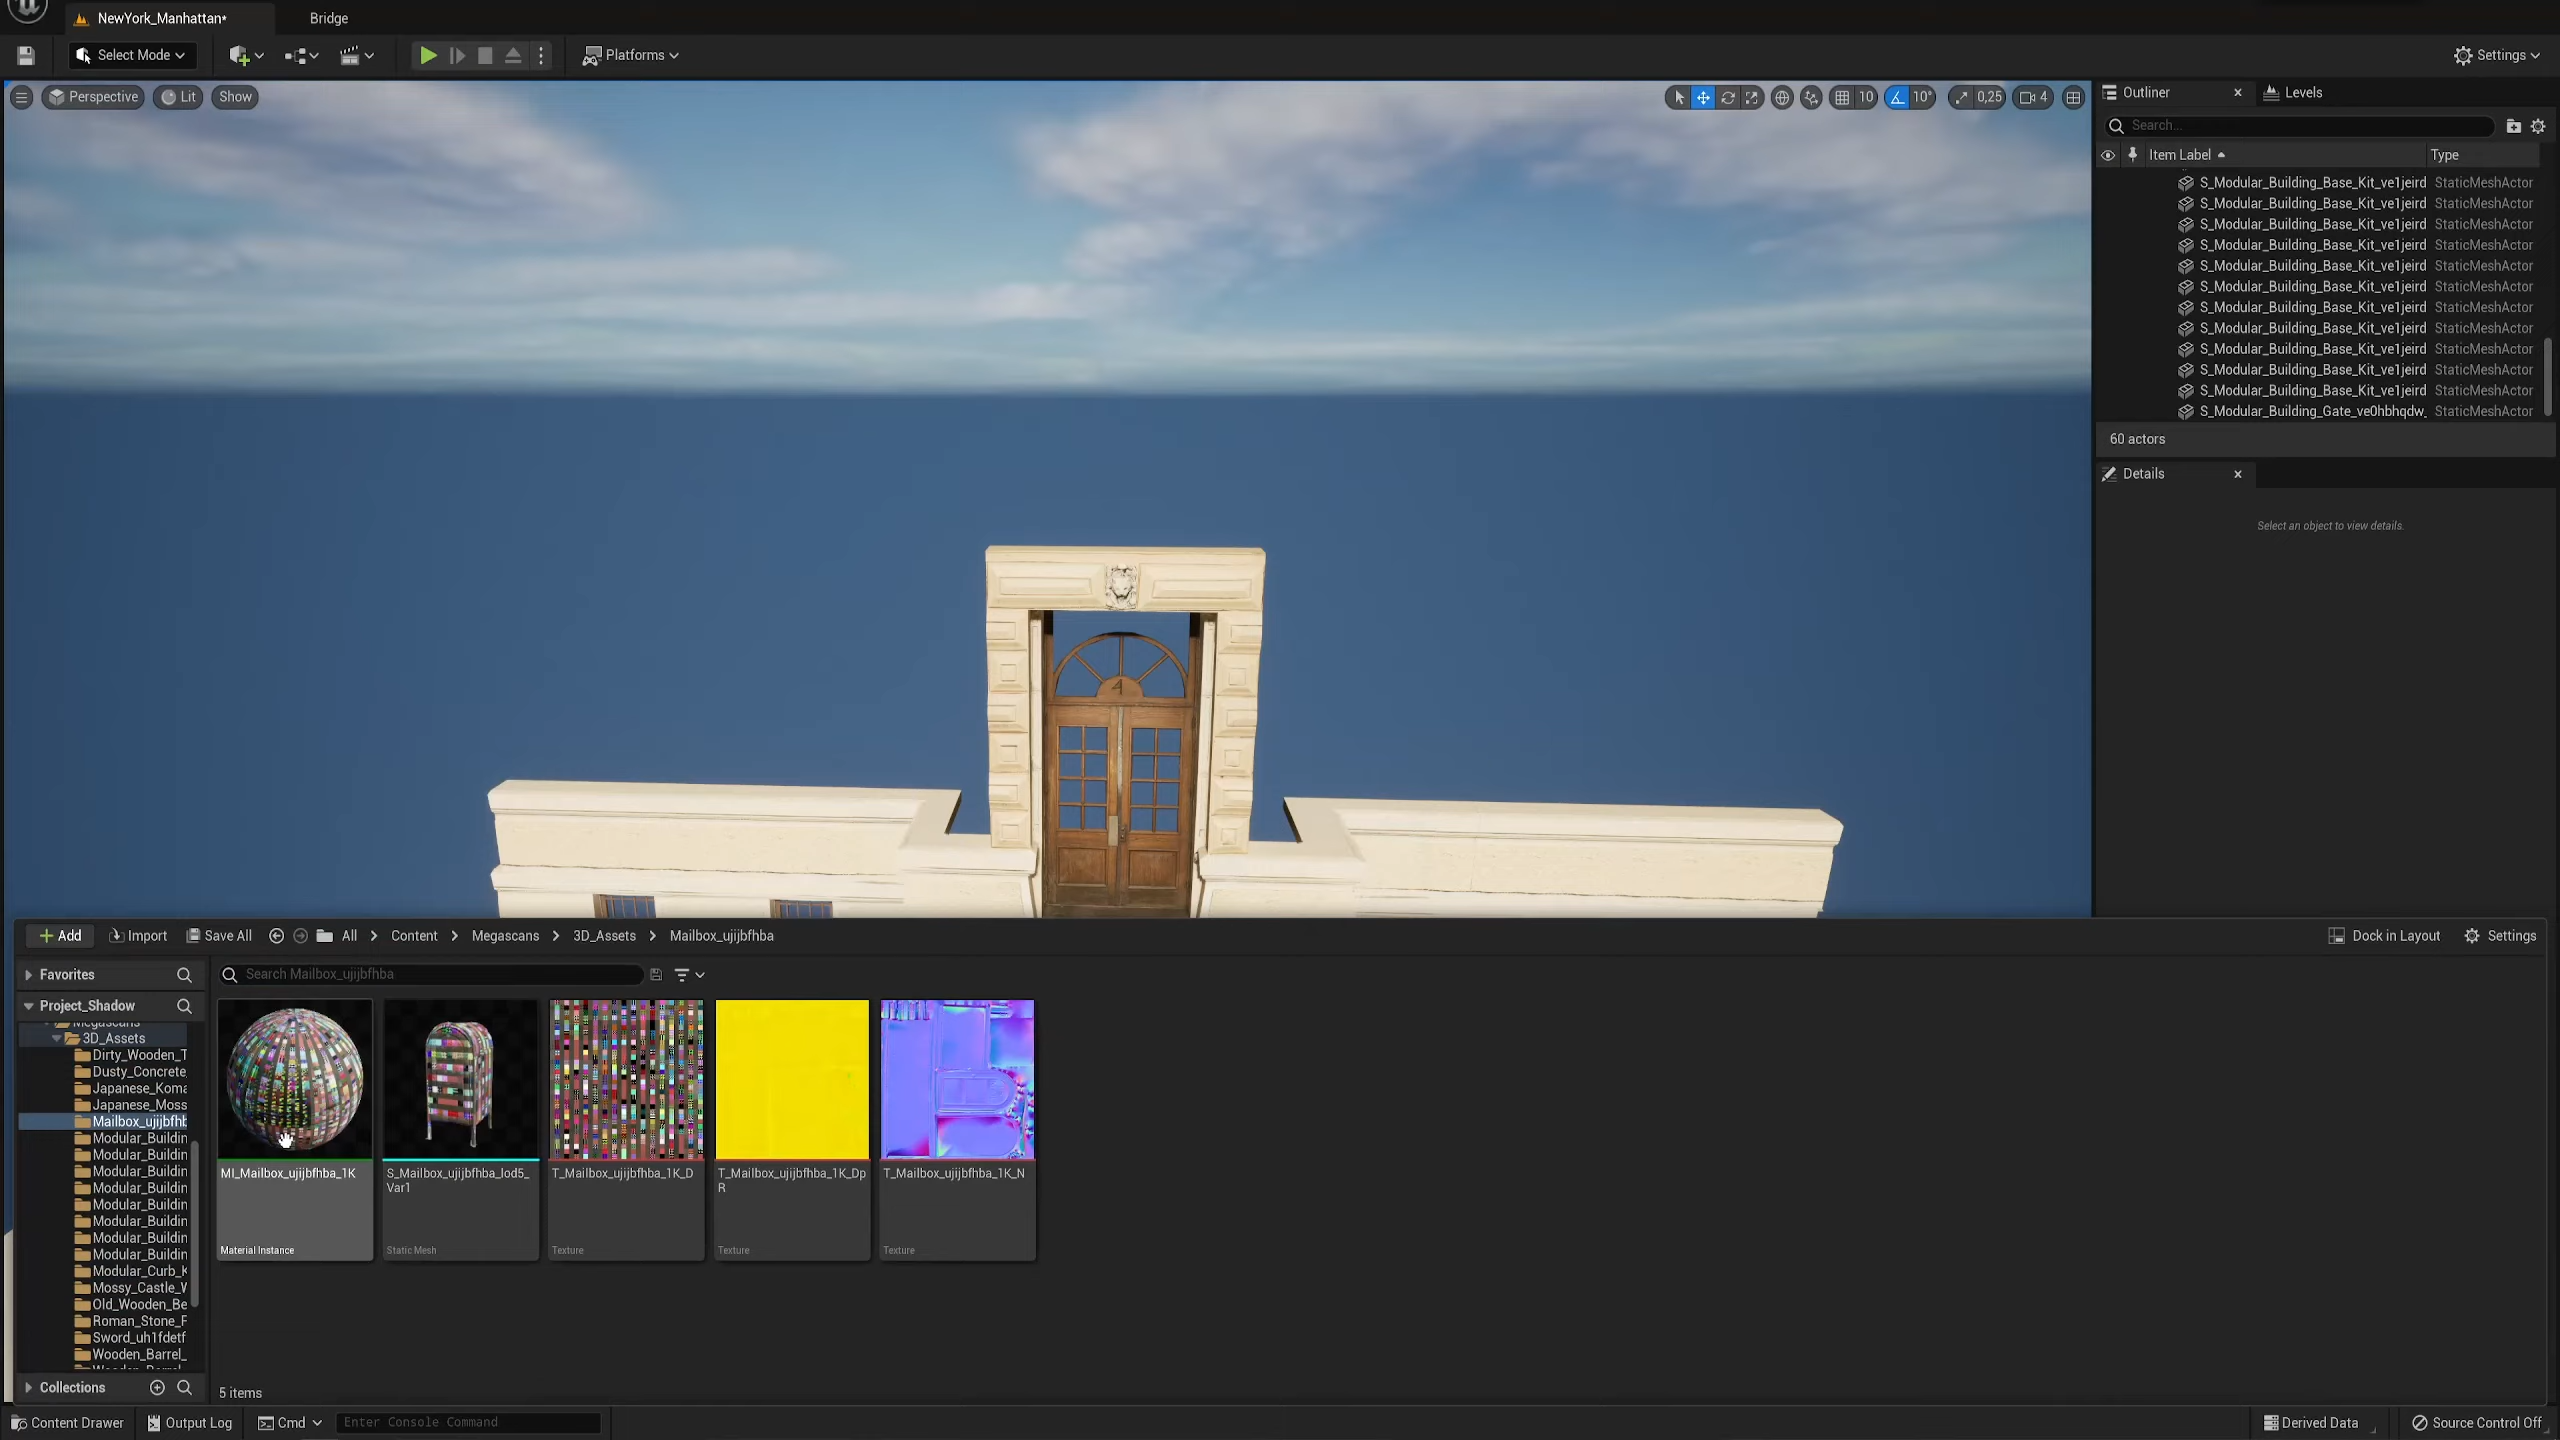 NewYork_Manhattan*
Bridge
Select Mode
Platforms
Settings
Perspective
Lit
Show
10
10°
0,25
4
Outliner
Levels
Search...
Item Label
Type
S_Modular_Building_Base_Kit_ve1jeird StaticMeshActor
S_Modular_Building_Base_Kit_ve1jeird StaticMeshActor
S_Modular_Building_Base_Kit_ve1jeird StaticMeshActor
S_Modular_Building_Base_Kit_ve1jeird StaticMeshActor
S_Modular_Building_Base_Kit_ve1jeird StaticMeshActor
S_Modular_Building_Base_Kit_ve1jeird StaticMeshActor
S_Modular_Building_Base_Kit_ve1jeird StaticMeshActor
S_Modular_Building_Base_Kit_ve1jeird StaticMeshActor
S_Modular_Building_Base_Kit_ve1jeird StaticMeshActor
S_Modular_Building_Base_Kit_ve1jeird StaticMeshActor
S_Modular_Building_Base_Kit_ve1jeird StaticMeshActor
S_Modular_Building_Gate_ve0hbhqdw_ StaticMeshActor
60 actors
Details
Select an object to view details.
4
Add
Import
Save All
All
Content
Megascans
3D_Assets
Mailbox_ujijbfhba
Dock in Layout
Settings
Favorites
Search Mailbox_ujijbfhba
Project_Shadow
Megascans
3D_Assets
Dirty_Wooden_T
Dusty_Concrete_
Japanese_Koma
Japanese_Moss
Mailbox_ujijbfhb
Modular_Buildin
Modular_Buildin
Modular_Buildin
Modular_Buildin
Modular_Buildin
Modular_Buildin
Modular_Buildin
Modular_Buildin
Modular_Curb_K
Mossy_Castle_W
Old_Wooden_Be
Roman_Stone_P
Sword_uh1fdetf
Wooden_Barrel_
MI_Mailbox_ujijbfhba_1K
Material Instance
S_Mailbox_ujijbfhba_lod5_
Var1
Static Mesh
T_Mailbox_ujijbfhba_1K_D
Texture
T_Mailbox_ujijbfhba_1K_Dp
R
Texture
T_Mailbox_ujijbfhba_1K_N
Texture
Collections
5 items
Content Drawer
Output Log
Cmd
Enter Console Command
Derived Data
Source Control Off